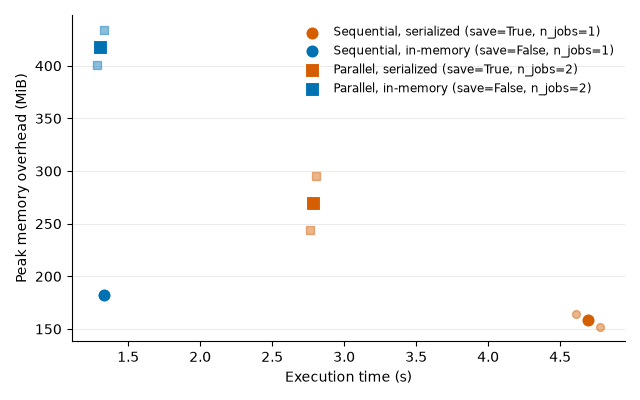 Sequential, serialized (save=True, n_jobs=1)
Sequential, in-memory (save=False, n_jobs=1)
Parallel, serialized (save=True, n_jobs=2)
Parallel, in-memory (save=False, n_jobs=2)
Peak memory overhead (MiB)
400
350
300
250
200
150
1.5 2.0 2.5 3.0 3.5 4.0 4.5
Execution time (s)